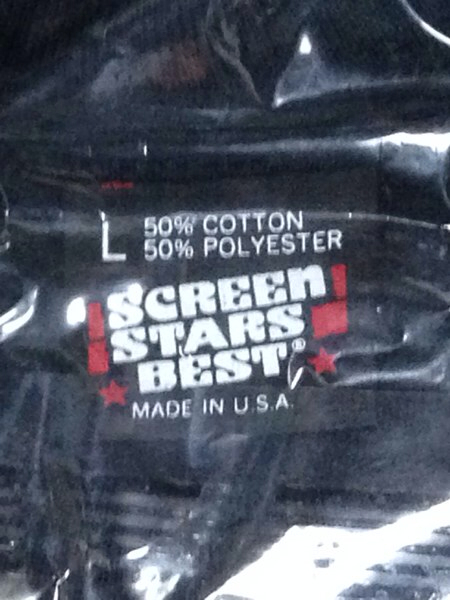 L
50% COTTON
50% POLYESTER
SCREEN
STARS
BEST®
MADE IN U.S.A.